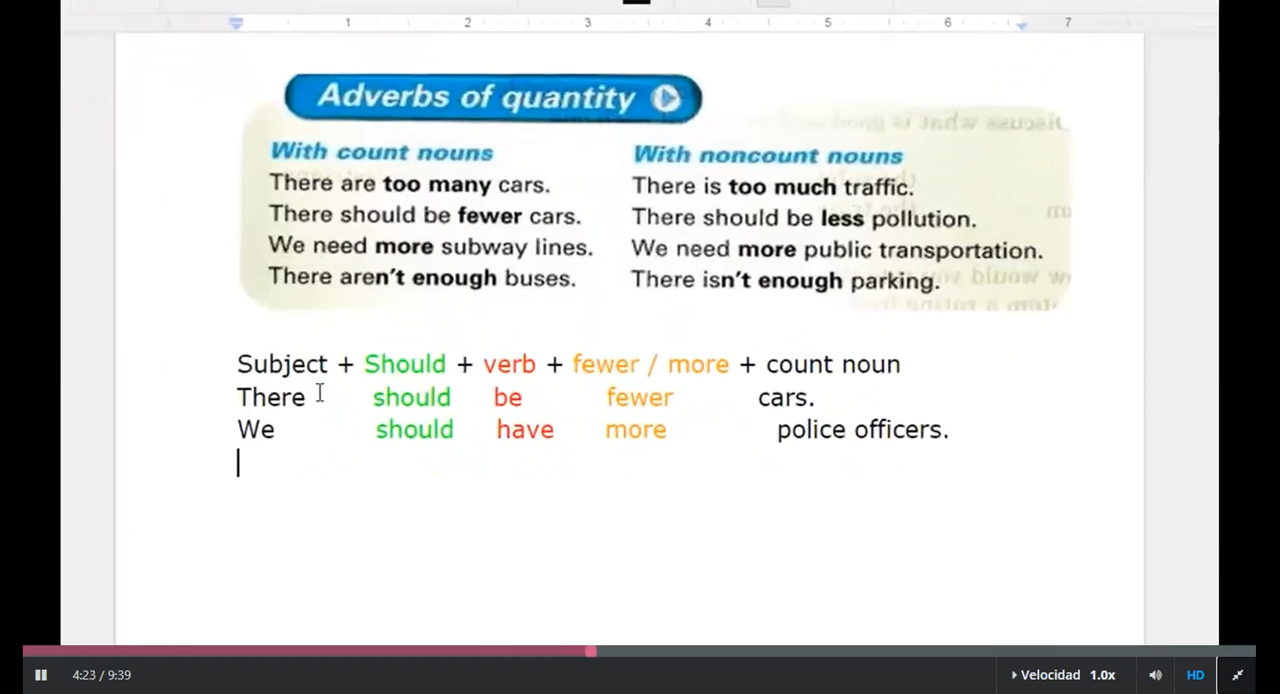 1 2 3 4 5 6 7
Adverbs of quantity
With count nouns
There are too many cars.
There should be fewer cars.
We need more subway lines.
There aren't enough buses.
With noncount nouns
There is too much traffic.
There should be less pollution.
We need more public transportation.
There isn't enough parking.
Subject + Should + verb + fewer / more + count noun
There should be fewer cars.
We should have more police officers.
4:23 / 9:39
Velocidad 1.0x
HD